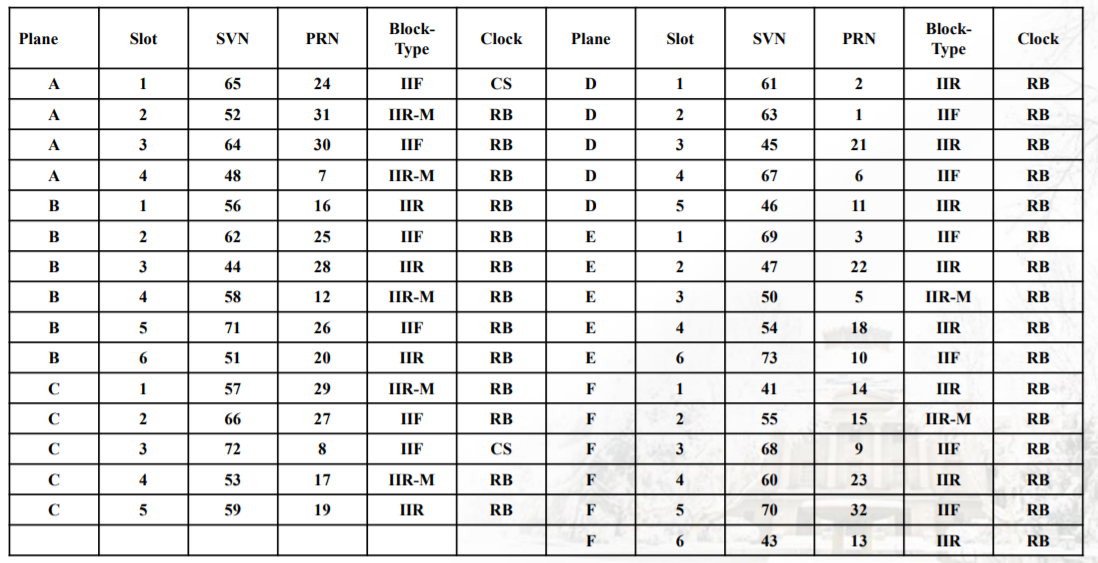 Plane Slot SVN PRN Block-Type Clock Plane Slot SVN PRN Block-Type Clock
A 1 65 24 IIF CS D 1 61 2 IIR RB
A 2 52 31 IIR-M RB D 2 63 1 IIF RB
A 3 64 30 IIF RB D 3 45 21 IIR RB
A 4 48 7 IIR-M RB D 4 67 6 IIF RB
B 1 56 16 IIR RB D 5 46 11 IIR RB
B 2 62 25 IIF RB E 1 69 3 IIF RB
B 3 44 28 IIR RB E 2 47 22 IIR RB
B 4 58 12 IIR-M RB E 3 50 5 IIR-M RB
B 5 71 26 IIF RB E 4 54 18 IIR RB
B 6 51 20 IIR RB E 6 73 10 IIF RB
C 1 57 29 IIR-M RB F 1 41 14 IIR RB
C 2 66 27 IIF RB F 2 55 15 IIR-M RB
C 3 72 8 IIF CS F 3 68 9 IIF RB
C 4 53 17 IIR-M RB F 4 60 23 IIR RB
C 5 59 19 IIR RB F 5 70 32 IIF RB
F 6 43 13 IIR RB